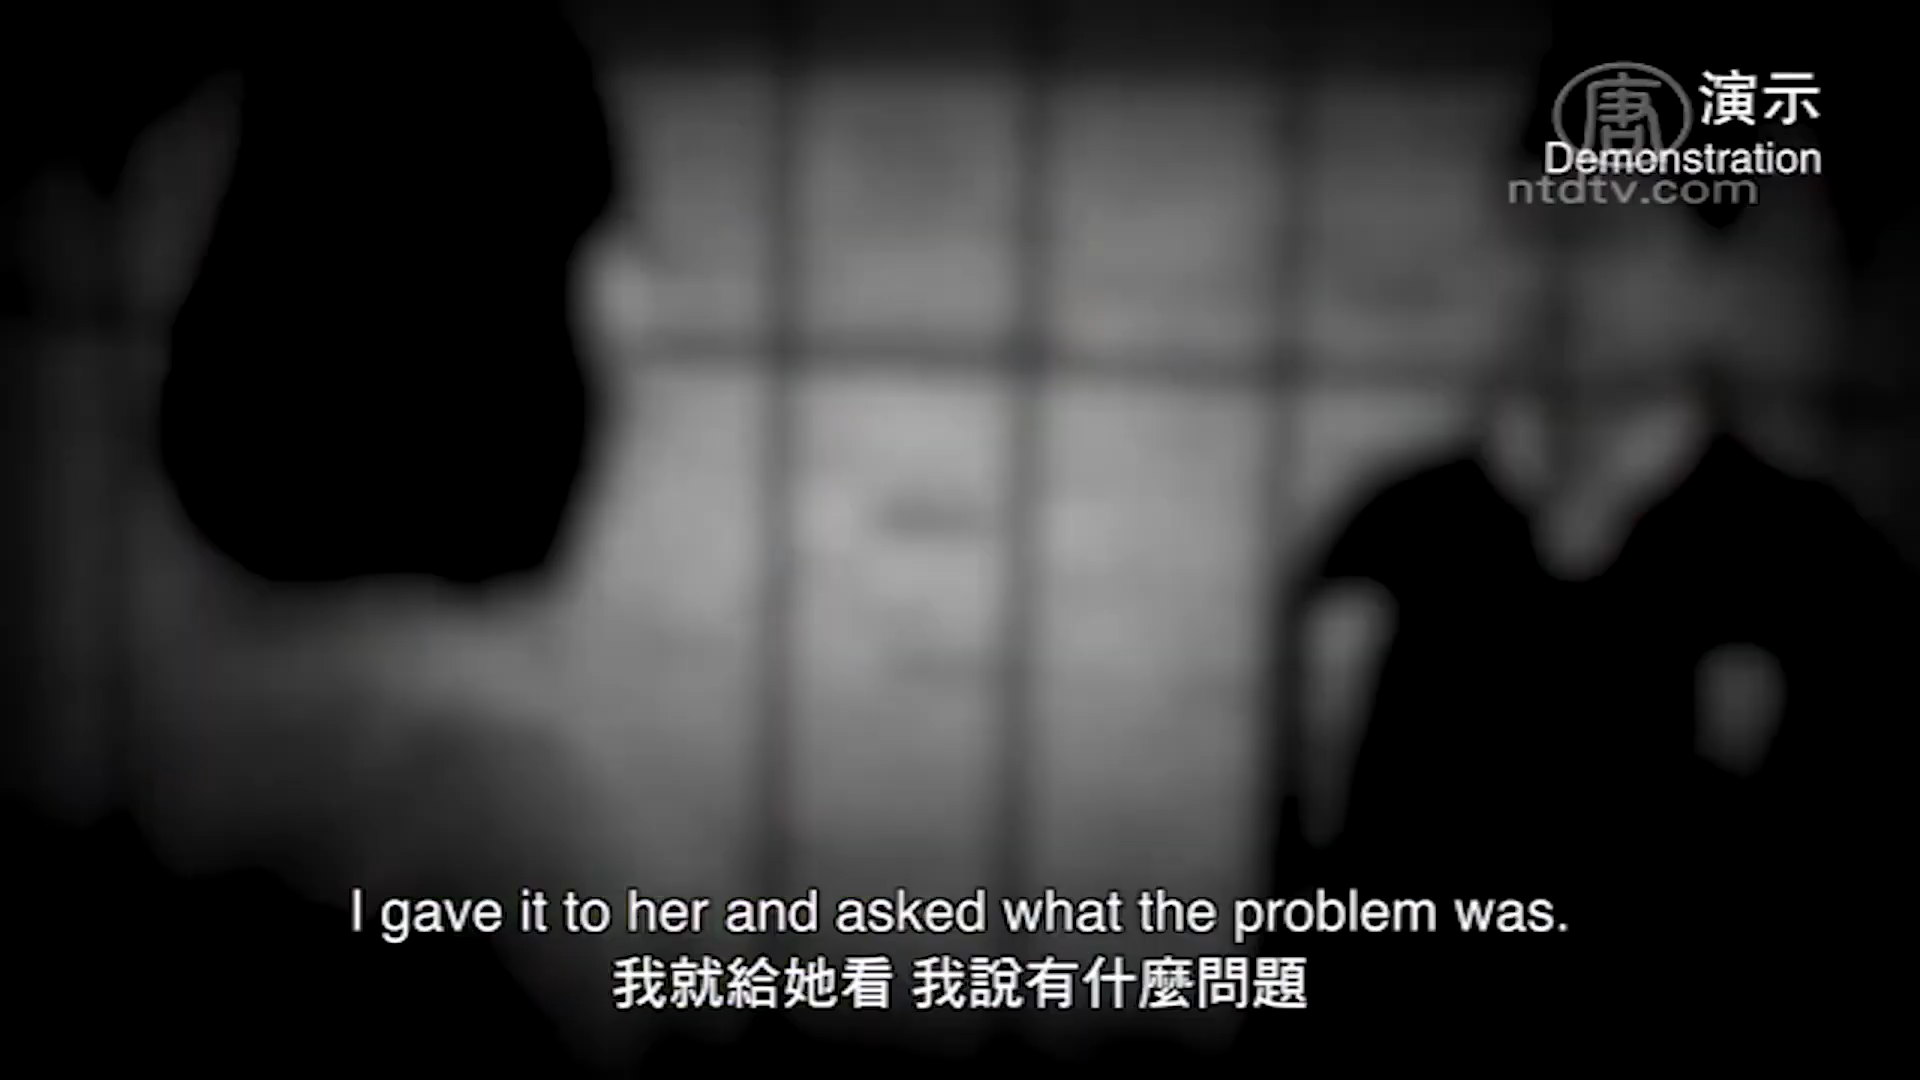 唐
演示
Demonstration
ntdtv.com
I gave it to her and asked what the problem was.
我就給她看 我說有什麼問題